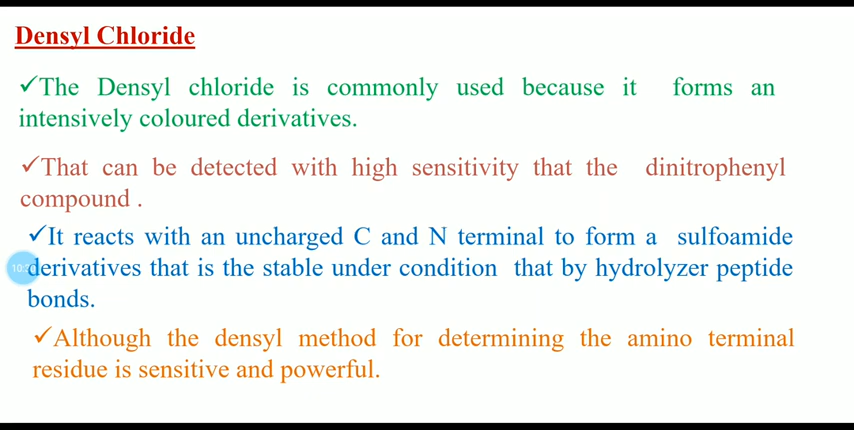 Densyl Chloride
✓The Densyl chloride is commonly used because it forms an
intensively coloured derivatives.
✓That can be detected with high sensitivity that the dinitrophenyl
compound .
✓It reacts with an uncharged C and N terminal to form a sulfoamide
derivatives that is the stable under condition that by hydrolyzer peptide
bonds.
✓Although the densyl method for determining the amino terminal
residue is sensitive and powerful.